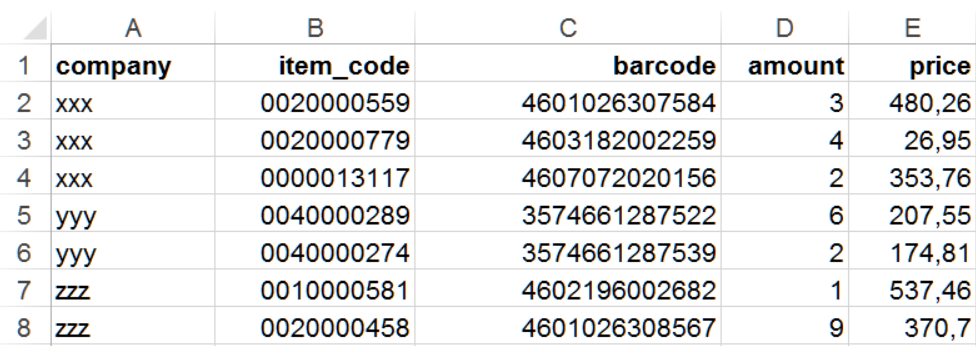 A B C D E
1 company item_code barcode amount price
2 xxx 0020000559 4601026307584 3 480,26
3 xxx 0020000779 4603182002259 4 26,95
4 xxx 0000013117 4607072020156 2 353,76
5 yyy 0040000289 3574661287522 6 207,55
6 yyy 0040000274 3574661287539 2 174,81
7 zzz 0010000581 4602196002682 1 537,46
8 zzz 0020000458 4601026308567 9 370,7